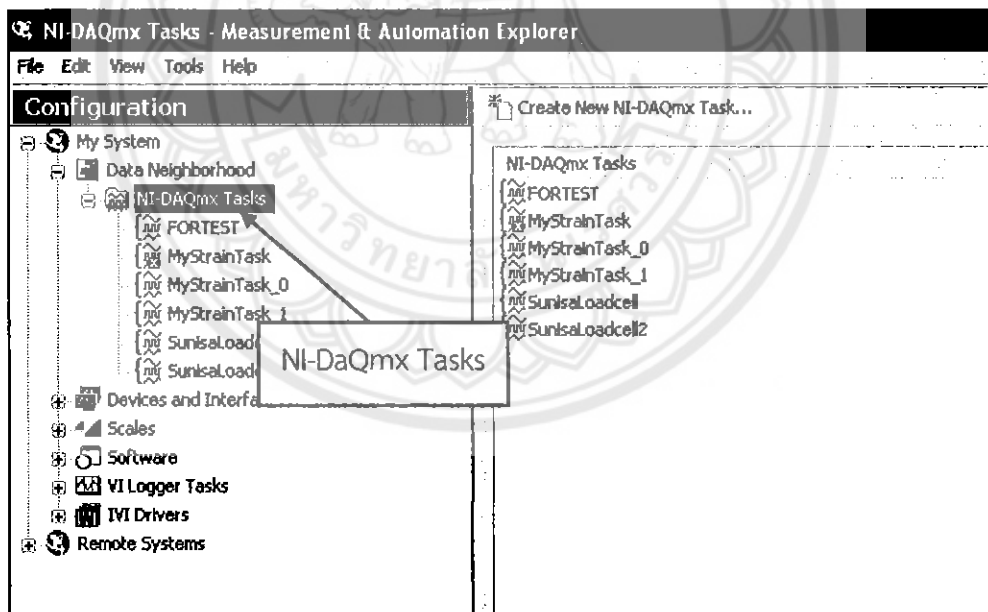 NI-DAQmx Tasks - Measurement & Automation Explorer
File Edit View Tools Help
Configuration
My System
Data Neighborhood
NI-DAQmx Tasks
FORTEST
MyStrainTask
MyStrainTask_0
MyStrainTask_1
SunisaLoad
SunisaLoad
Devices and Interfa
Scales
Software
VI Logger Tasks
IVI Drivers
Remote Systems
NI-DaQmx Tasks
Create New NI-DAQmx Task...
NI-DAQmx Tasks
FORTEST
MyStrainTask
MyStrainTask_0
MyStrainTask_1
SunisaLoadcell
SunisaLoadcell2